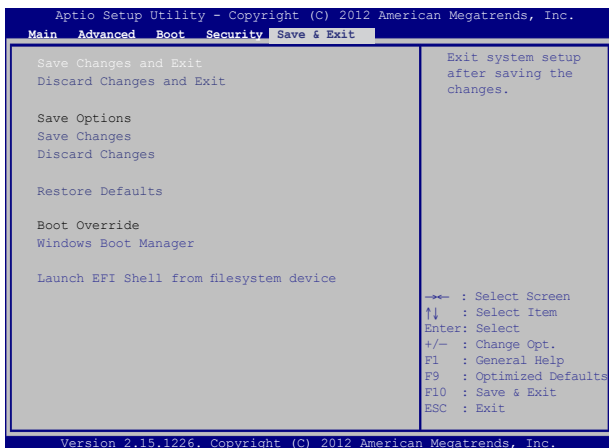 Aptio Setup Utility - Copyright (C) 2012 American Megatrends, Inc.
Main Advanced Boot Security Save & Exit
Save Changes and Exit
Discard Changes and Exit
Save Options
Save Changes
Discard Changes
Restore Defaults
Boot Override
Windows Boot Manager
Launch EFI Shell from filesystem device
Exit system setup
after saving the
changes.
→← : Select Screen
↑↓ : Select Item
Enter: Select
+/— : Change Opt.
F1 : General Help
F9 : Optimized Defaults
F10 : Save & Exit
ESC : Exit
Version 2.15.1226. Copyright (C) 2012 American Megatrends, Inc.